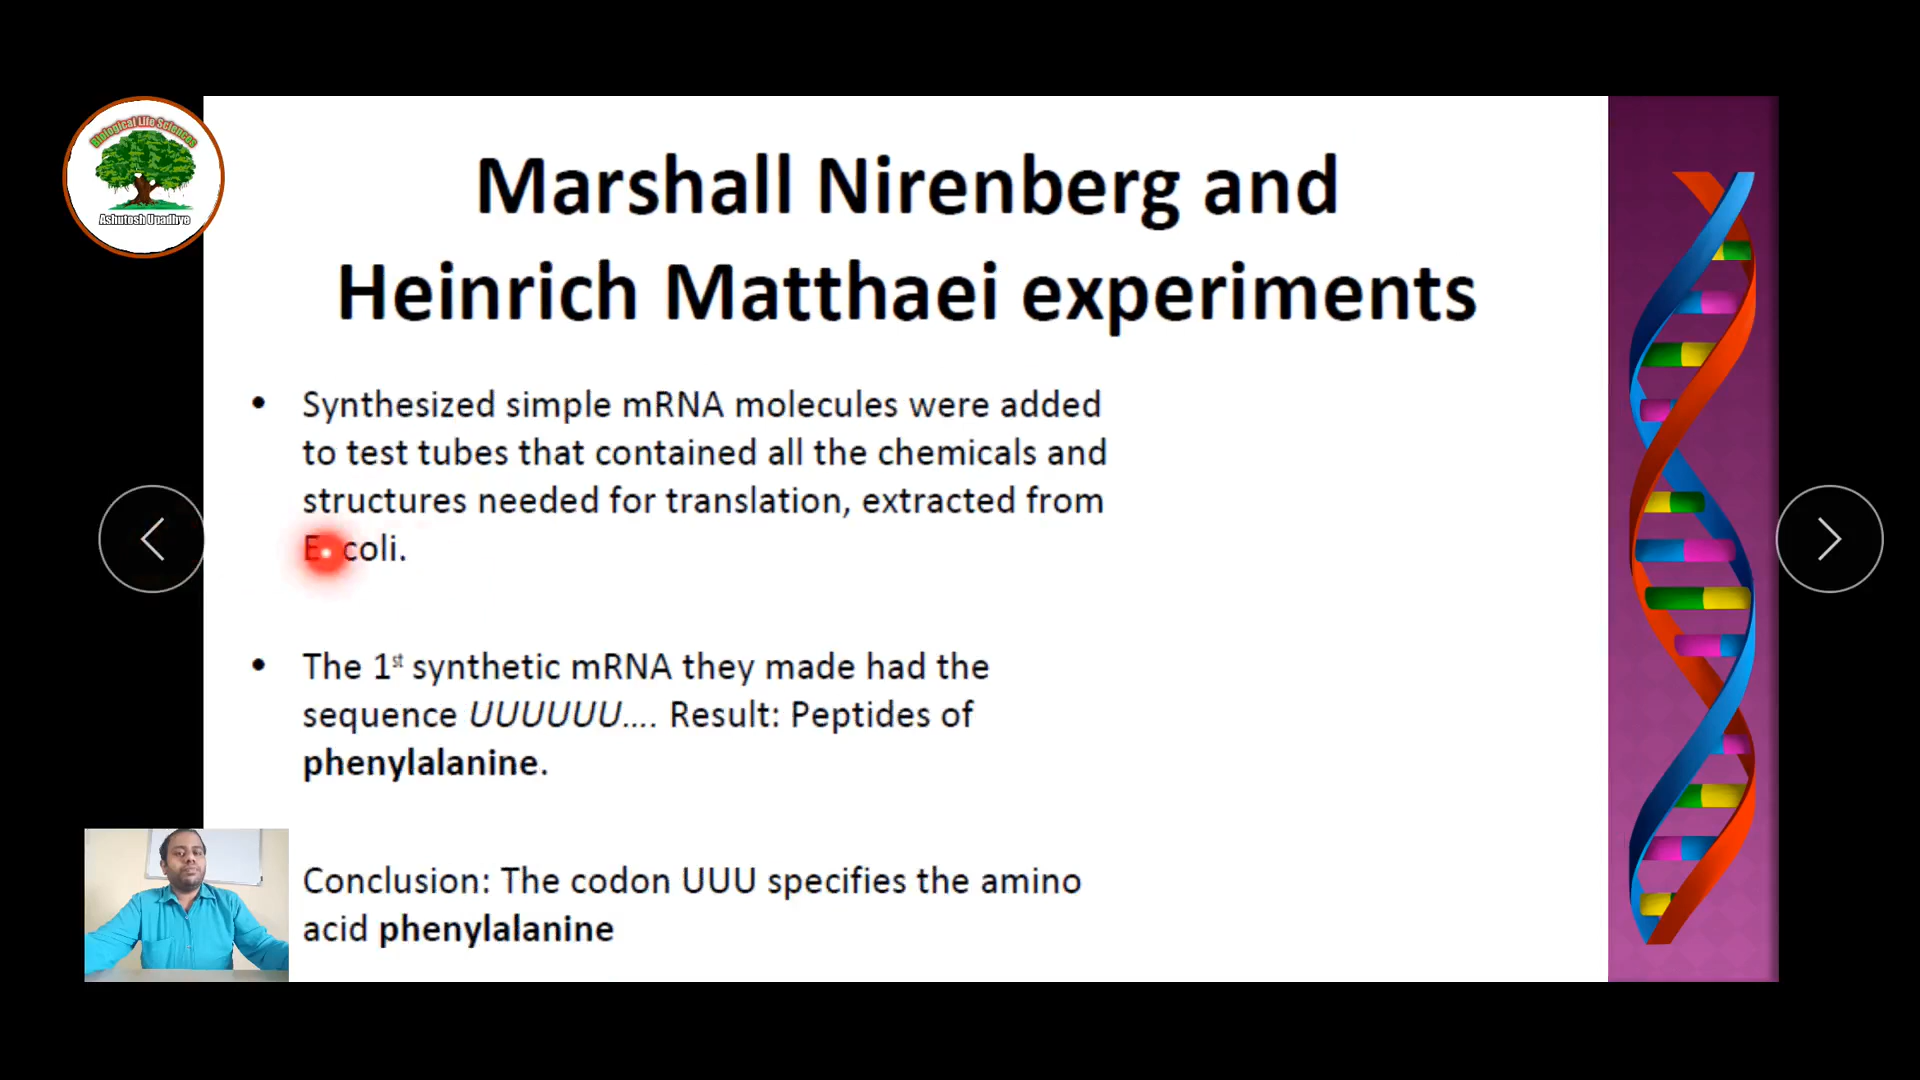 Biological Life Sciences
Ashutosh Upadhye
Marshall Nirenberg and
Heinrich Matthaei experiments
• Synthesized simple mRNA molecules were added
to test tubes that contained all the chemicals and
structures needed for translation, extracted from
E. coli.
• The 1st synthetic mRNA they made had the
sequence UUUUUU.... Result: Peptides of
phenylalanine.
Conclusion: The codon UUU specifies the amino
acid phenylalanine